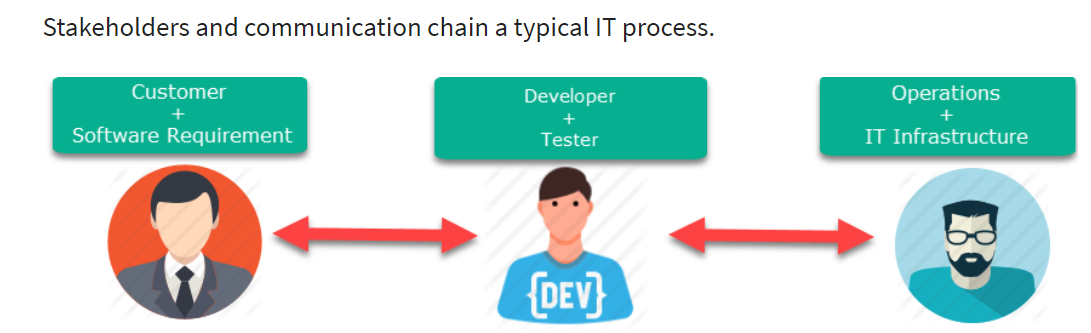 Stakeholders and communication chain a typical IT process.
Customer
+
Software Requirement
Developer
+
Tester
Operations
+
IT Infrastructure
{DEV}